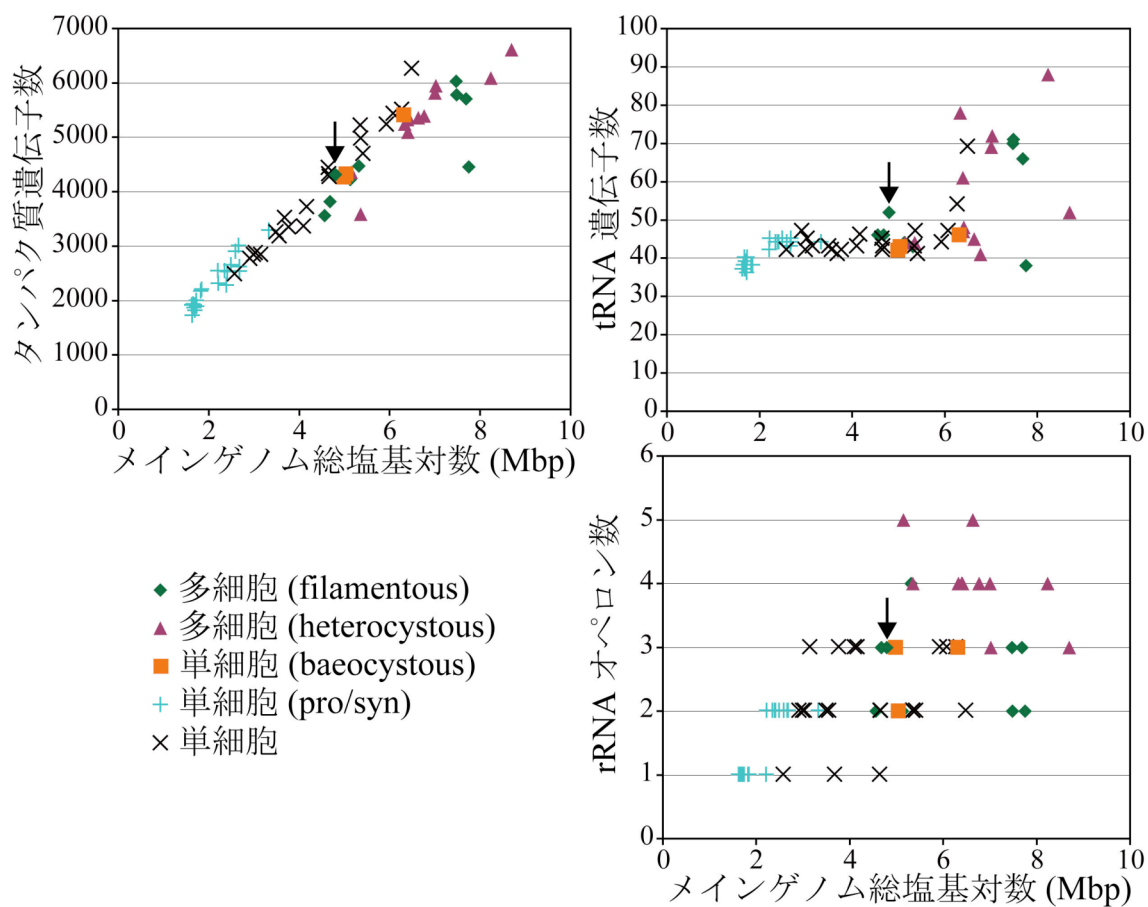 タンパク質遺伝子数
7000
6000
5000
4000
3000
2000
1000
0
0 2 4 6 8 10
メインゲノム総塩基対数 (Mbp)
tRNA 遺伝子数
100
90
80
70
60
50
40
30
20
10
0
0 2 4 6 8 10
rRNA オペロン数
6
5
4
3
2
1
0
0 2 4 6 8 10
メインゲノム総塩基対数 (Mbp)
多細胞 (filamentous)
多細胞 (heterocystous)
単細胞 (baeocystous)
単細胞 (pro/syn)
単細胞